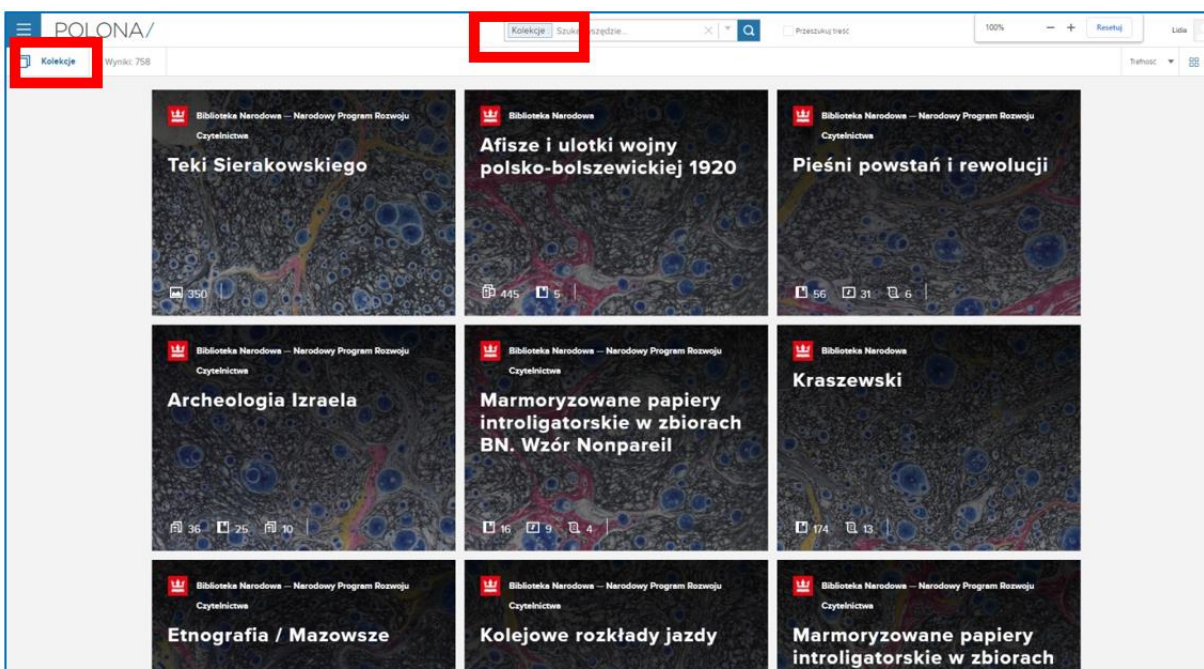 POLONA/
Kolekcje Szukaj wszędzie...
Przeszukuj treść
100% − + Resetuj
Lidia
Kolekcje
Wyniki: 758
Trafność
Biblioteka Narodowa — Narodowy Program Rozwoju
Czytelnictwa
Teki Sierakowskiego
350
Biblioteka Narodowa
Afisze i ulotki wojny
polsko-bolszewickiej 1920
445 5
Biblioteka Narodowa — Narodowy Program Rozwoju
Czytelnictwa
Pieśni powstań i rewolucji
56 31 6
Biblioteka Narodowa — Narodowy Program Rozwoju
Czytelnictwa
Archeologia Izraela
36 25 10
Biblioteka Narodowa — Narodowy Program Rozwoju
Czytelnictwa
Marmoryzowane papiery
introligatorskie w zbiorach
BN. Wzór Nonpareil
16 9 4
Biblioteka Narodowa
Kraszewski
174 13
Biblioteka Narodowa — Narodowy Program Rozwoju
Czytelnictwa
Etnografia / Mazowsze
Biblioteka Narodowa — Narodowy Program Rozwoju
Czytelnictwa
Kolejowe rozkłady jazdy
Biblioteka Narodowa — Narodowy Program Rozwoju
Czytelnictwa
Marmoryzowane papiery
introligatorskie w zbiorach